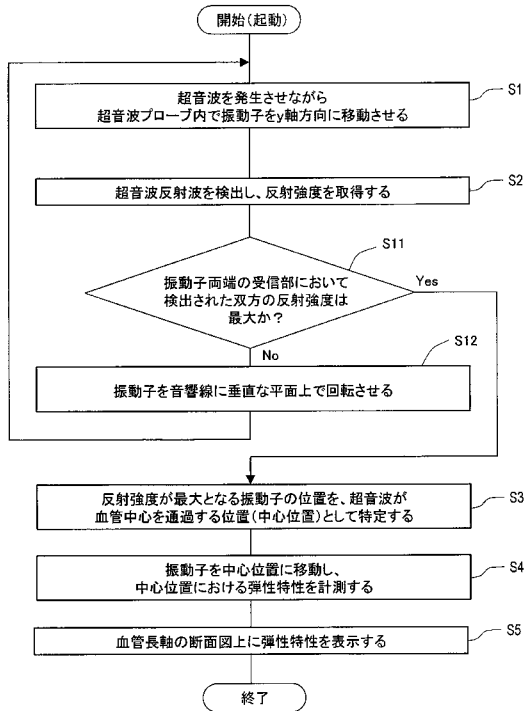 開始(起動)
超音波を発生させながら
超音波プローブ内で振動子をy軸方向に移動させる
S1
超音波反射波を検出し、反射強度を取得する
S2
S11
振動子両端の受信部において
検出された双方の反射強度は
最大か?
Yes
No
S12
振動子を音響線に垂直な平面上で回転させる
反射強度が最大となる振動子の位置を、超音波が
血管中心を通過する位置(中心位置)として特定する
S3
振動子を中心位置に移動し、
中心位置における弾性特性を計測する
S4
血管長軸の断面図上に弾性特性を表示する
S5
終了